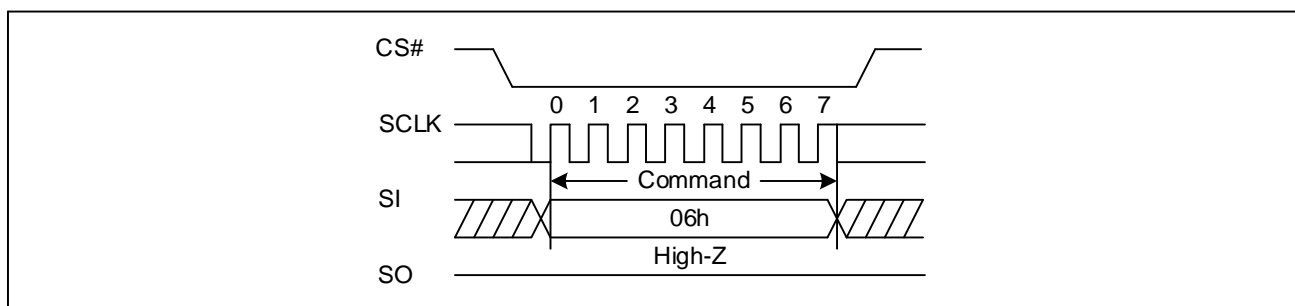 CS#
0 1 2 3 4 5 6 7
SCLK
Command
SI
06h
High-Z
SO